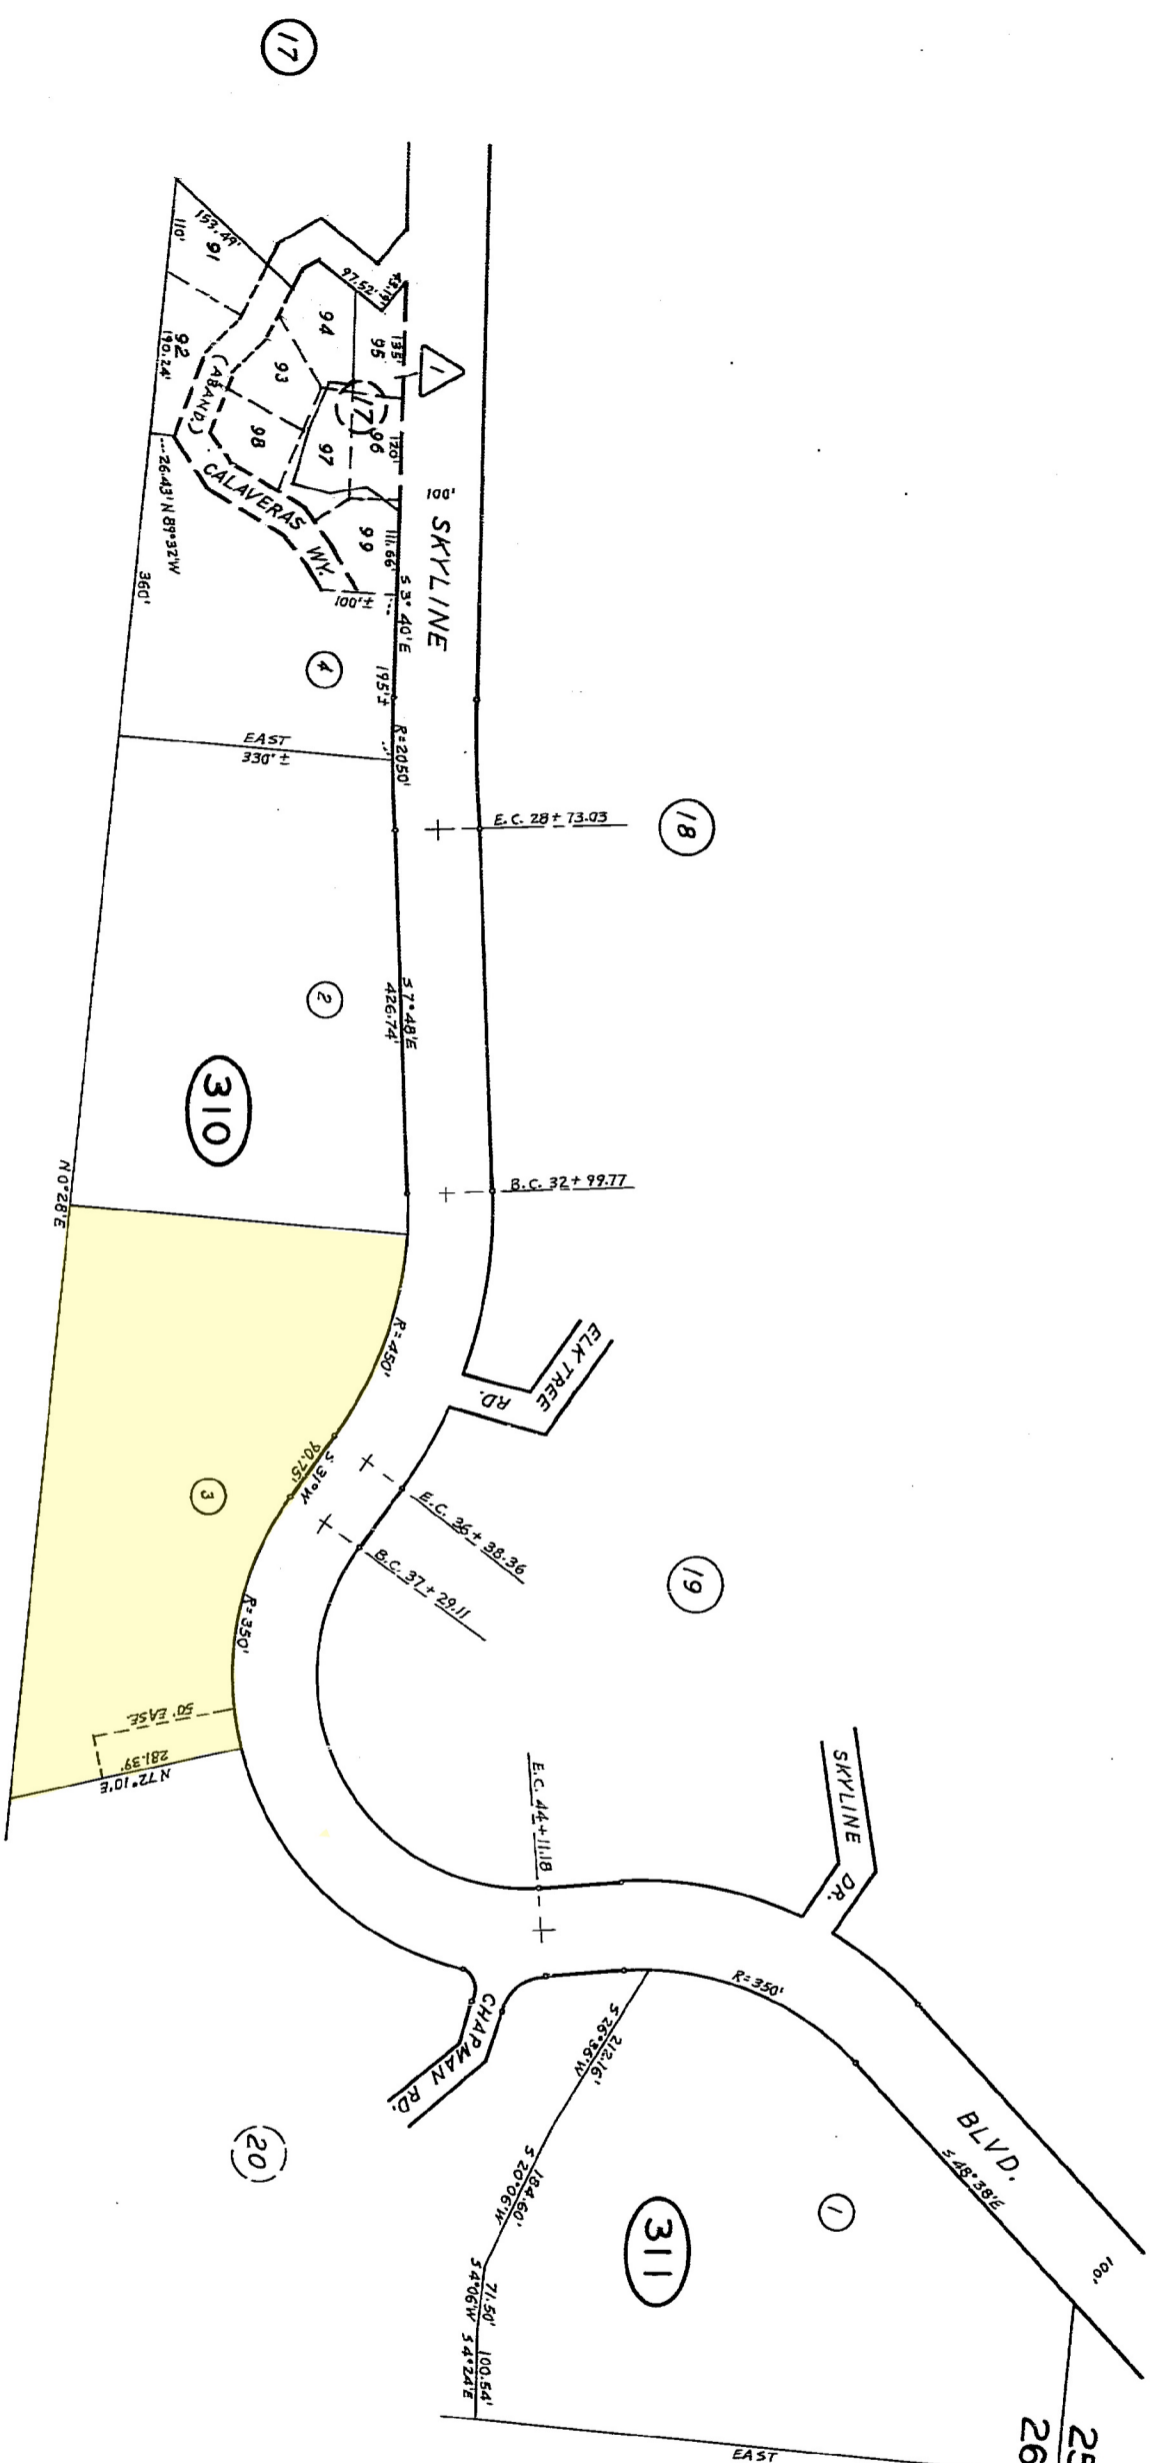 17
153.49'
91
110'
97.52'
43.19'
94
135'
95
1
92
190.24'
93
(ABAND.)
17
96
120'
98
97
CALAVERAS
WY.
99
111.66'
100'
SKYLINE
26.43' N 89°32'W
360'
100'±
S 3° 40'E
4
195'±
R=2050'
EAST
330'±
E.C. 28+73.03
18
2
S 7°48'E
426.74'
310
B.C. 32+99.77
N 0°28'E
R=450'
ELK TREE
RD.
S. 31°W
90.75'
3
E.C. 36+38.36
B.C. 37+29.11
19
R=350'
50' EASE.
281.39'
N 72°10'E
E.C. 44+11.18
SKYLINE
DR.
R=350'
CHAPMAN RD.
212.16'
S 26°36'W
20
BLVD.
S 48°38'E
184.60'
S 20°06'W
1
311
100'
71.50'
S 4°06'W
100.54'
S 4°24'E
EAST
25
26